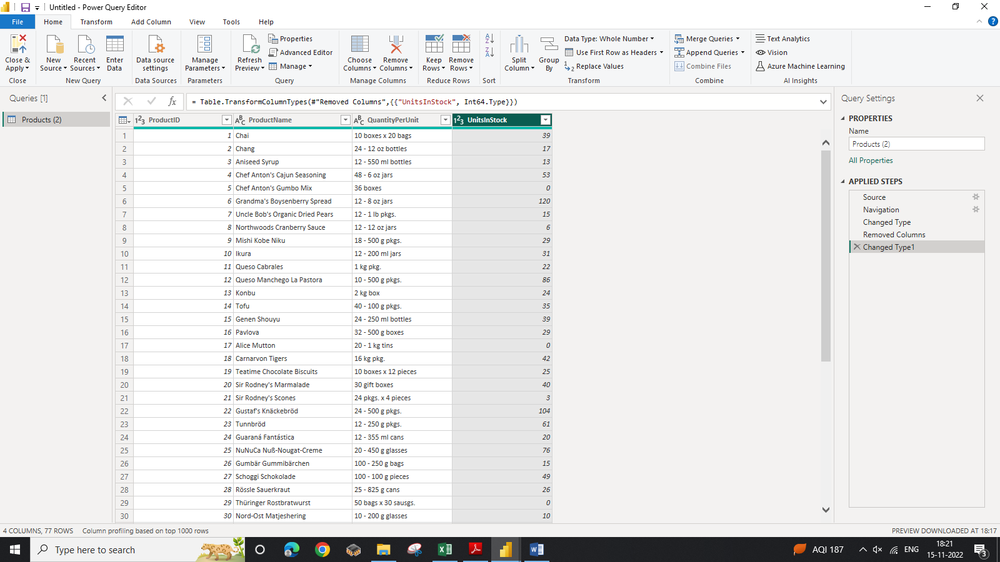 Untitled - Power Query Editor
File Home Transform Add Column View Tools Help
Close & Apply
Close
New Source
Recent Sources
Enter Data
New Query
Data source settings
Data Sources
Manage Parameters
Parameters
Refresh Preview
Properties
Advanced Editor
Manage
Query
Choose Columns
Remove Columns
Manage Columns
Keep Rows
Remove Rows
Reduce Rows
Sort
Split Column
Group By
Data Type: Whole Number
Use First Row as Headers
Replace Values
Transform
Merge Queries
Append Queries
Combine Files
Combine
Text Analytics
Vision
Azure Machine Learning
AI Insights
Queries [1]
Products (2)
= Table.TransformColumnTypes(#"Removed Columns",{{"UnitsInStock", Int64.Type}})
ProductID ProductName QuantityPerUnit UnitsInStock
1 1 Chai 10 boxes x 20 bags 39
2 2 Chang 24 - 12 oz bottles 17
3 3 Aniseed Syrup 12 - 550 ml bottles 13
4 4 Chef Anton's Cajun Seasoning 48 - 6 oz jars 53
5 5 Chef Anton's Gumbo Mix 36 boxes 0
6 6 Grandma's Boysenberry Spread 12 - 8 oz jars 120
7 7 Uncle Bob's Organic Dried Pears 12 - 1 lb pkgs. 15
8 8 Northwoods Cranberry Sauce 12 - 12 oz jars 6
9 9 Mishi Kobe Niku 18 - 500 g pkgs. 29
10 10 Ikura 12 - 200 ml jars 31
11 11 Queso Cabrales 1 kg pkg. 22
12 12 Queso Manchego La Pastora 10 - 500 g pkgs. 86
13 13 Konbu 2 kg box 24
14 14 Tofu 40 - 100 g pkgs. 35
15 15 Genen Shouyu 24 - 250 ml bottles 39
16 16 Pavlova 32 - 500 g boxes 29
17 17 Alice Mutton 20 - 1 kg tins 0
18 18 Carnarvon Tigers 16 kg pkg. 42
19 19 Teatime Chocolate Biscuits 10 boxes x 12 pieces 25
20 20 Sir Rodney's Marmalade 30 gift boxes 40
21 21 Sir Rodney's Scones 24 pkgs. x 4 pieces 3
22 22 Gustaf's Knäckebröd 24 - 500 g pkgs. 104
23 23 Tunnbröd 12 - 250 g pkgs. 61
24 24 Guaraná Fantástica 12 - 355 ml cans 20
25 25 NuNuCa Nuß-Nougat-Creme 20 - 450 g glasses 76
26 26 Gumbär Gummibärchen 100 - 250 g bags 15
27 27 Schoggi Schokolade 100 - 100 g pieces 49
28 28 Rössle Sauerkraut 25 - 825 g cans 26
29 29 Thüringer Rostbratwurst 50 bags x 30 sausgs. 0
30 30 Nord-Ost Matjeshering 10 - 200 g glasses 10
Query Settings
PROPERTIES
Name
Products (2)
All Properties
APPLIED STEPS
Source
Navigation
Changed Type
Removed Columns
Changed Type1
4 COLUMNS, 77 ROWS Column profiling based on top 1000 rows
PREVIEW DOWNLOADED AT 18:17
Type here to search
AQI 187
ENG
18:21
15-11-2022
3